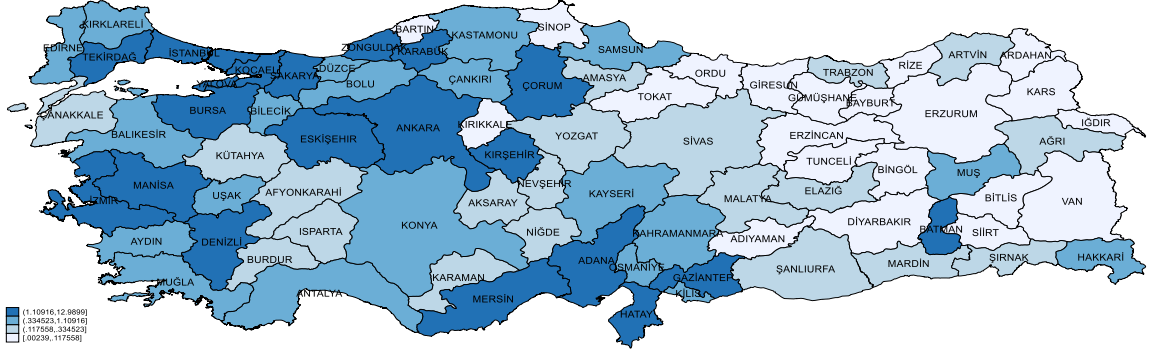 KIRKLARELİ
EDİRNE
TEKİRDAĞ
İSTANBUL
KOCAELİ
YALOVA
SAKARYA
DÜZCE
BOLU
ZONGULDAK
BARTIN
KARABÜK
KASTAMONU
SİNOP
SAMSUN
ÇANKIRI
ÇORUM
AMASYA
ORDU
TOKAT
GİRESUN
TRABZON
GÜMÜŞHANE
BAYBURT
RİZE
ARTVİN
ARDAHAN
KARS
IĞDIR
ERZURUM
AĞRI
ÇANAKKALE
BALIKESİR
BURSA
BİLECİK
ESKİŞEHİR
ANKARA
KIRIKKALE
KIRŞEHİR
YOZGAT
SİVAS
ERZİNCAN
TUNCELİ
BİNGÖL
MUŞ
BİTLİS
VAN
KÜTAHYA
MANİSA
İZMİR
UŞAK
AFYONKARAHİ
KONYA
AKSARAY
NEVŞEHİR
KAYSERİ
MALATYA
ELAZIĞ
DİYARBAKIR
BATMAN
SİİRT
AYDIN
DENİZLİ
ISPARTA
BURDUR
NİĞDE
KAHRAMANMARA
ADIYAMAN
ŞANLIURFA
MARDİN
ŞIRNAK
HAKKARİ
MUĞLA
ANTALYA
KARAMAN
MERSİN
ADANA
OSMANİYE
GAZİANTEP
KİLİS
HATAY
(1.10916,12.9899]
(.334523,1.10916]
(.117558,.334523]
[.00239,.117558]